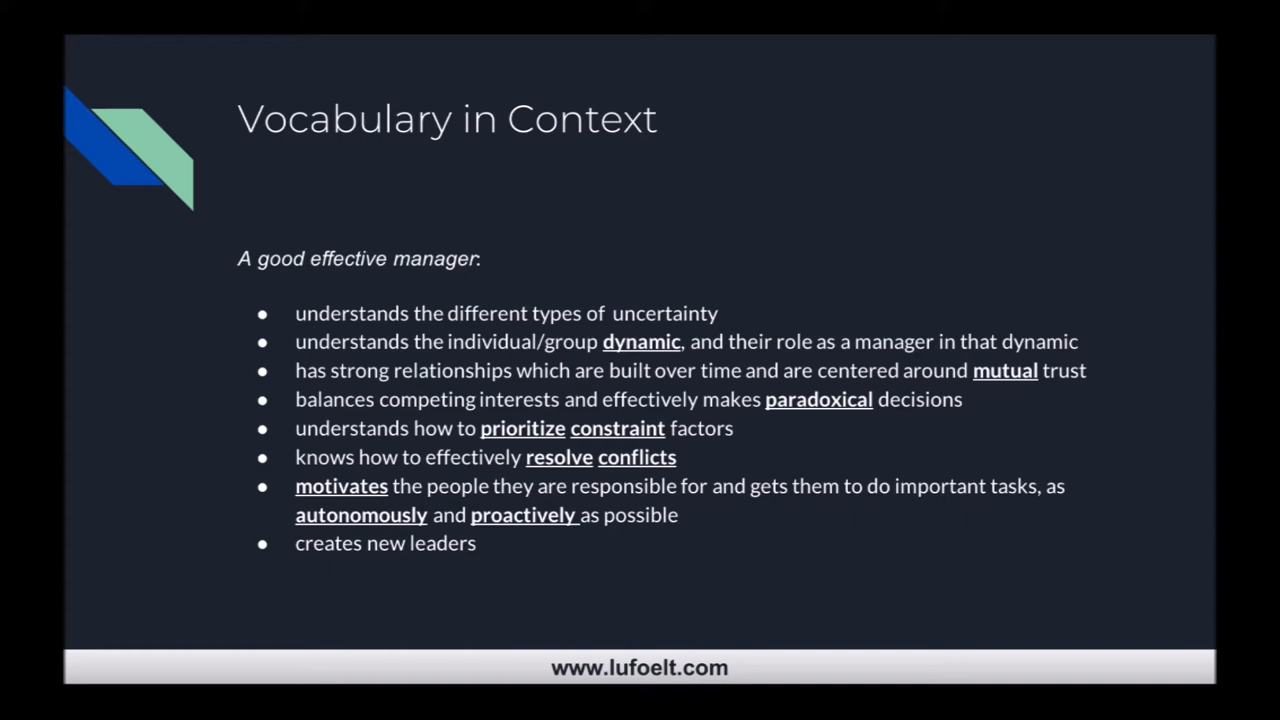 Vocabulary in Context
A good effective manager:
● understands the different types of uncertainty
● understands the individual/group dynamic, and their role as a manager in that dynamic
● has strong relationships which are built over time and are centered around mutual trust
● balances competing interests and effectively makes paradoxical decisions
● understands how to prioritize constraint factors
● knows how to effectively resolve conflicts
● motivates the people they are responsible for and gets them to do important tasks, as
autonomously and proactively as possible
● creates new leaders
www.lufoelt.com